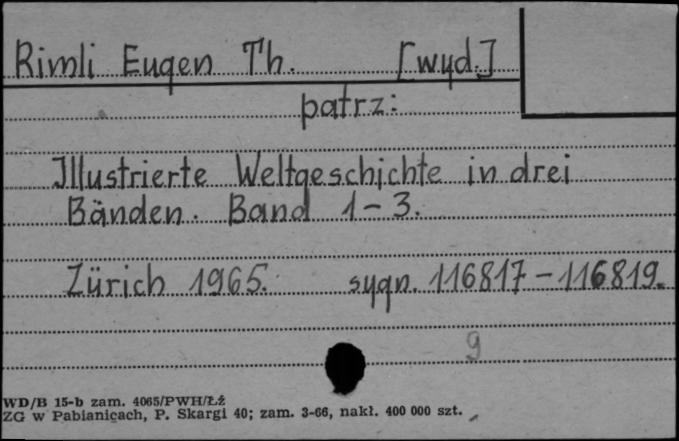 Rimli Eugen Th. [wyd.]
patrz:
Illustrierte Weltgeschichte in drei
Bänden. Band 1-3.
Zürich 1965. sygn. 116817-116819.
9
WD/B 15-b zam. 4065/PWH/Łź
ZG w Pabianicach, P. Skargi 40; zam. 3-66, nakł. 400 000 szt.